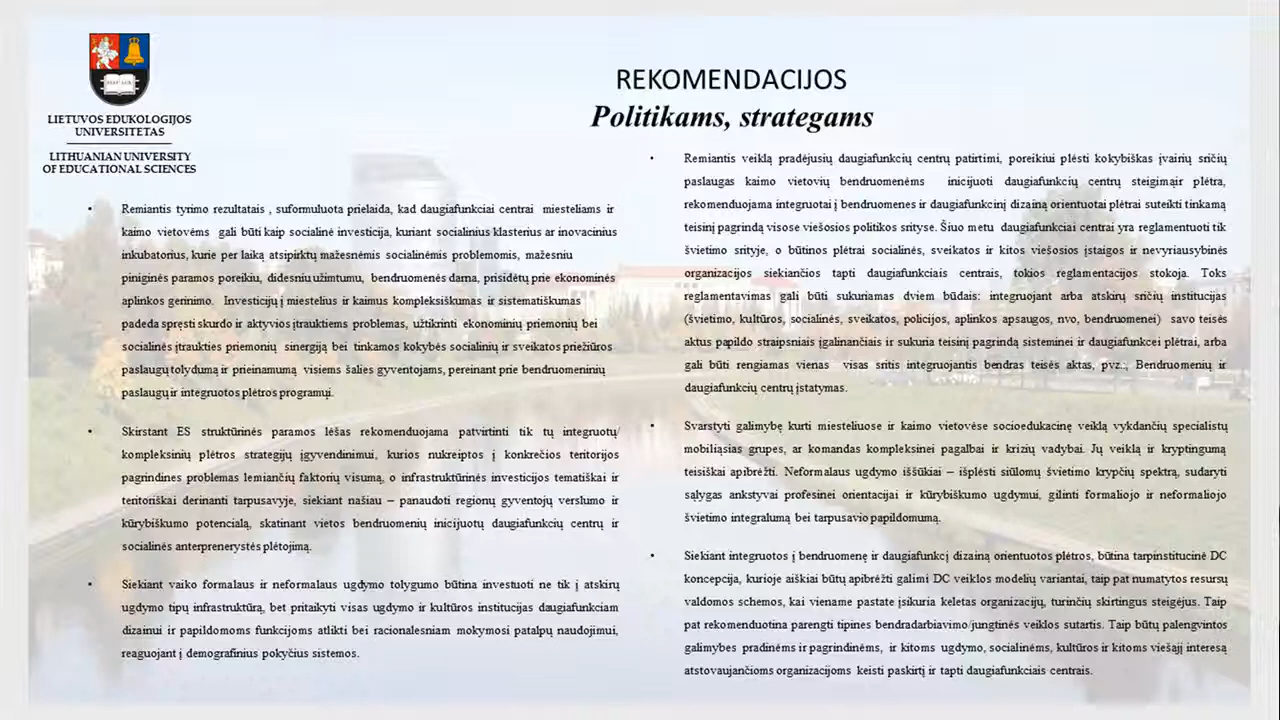 LIETUVOS EDUKOLOGIJOS
UNIVERSITETAS
LITHUANIAN UNIVERSITY
OF EDUCATIONAL SCIENCES
REKOMENDACIJOS
Politikams, strategams
• Remiantis tyrimo rezultatais , suformuluota prielaida, kad daugiafunkciai centrai miesteliams ir
kaimo vietovėms gali būti kaip socialinė investicija, kuriant socialinius klasterius ar inovacinius
inkubatorius, kurie per laiką atsipirktų mažesnėmis socialinėmis problemomis, mažesniu
piniginės paramos poreikiu, didesniu užimtumu, bendruomenės darna, prisidėtų prie ekonominės
aplinkos gerinimo. Investicijų į miestelius ir kaimus kompleksiškumas ir sistematiškumas
padeda spręsti skurdo ir aktyvios įtrauktiems problemas, užtikrinti ekonominių priemonių bei
socialinės įtraukties priemonių sinergiją bei tinkamos kokybės socialinių ir sveikatos priežiūros
paslaugų tolydumą ir prieinamumą visiems šalies gyventojams, pereinant prie bendruomeninių
paslaugų ir integruotos plėtros programų.
• Skirstant ES struktūrinės paramos lėšas rekomenduojama patvirtinti tik tų integruotų/
kompleksinių plėtros strategijų įgyvendinimui, kurios nukreiptos į konkrečios teritorijos
pagrindines problemas lemiančių faktorių visumą, o infrastruktūrinės investicijos tematiškai ir
teritoriškai derinanti tarpusavyje, siekiant našiau – panaudoti regionų gyventojų verslumo ir
kūrybiškumo potencialą, skatinant vietos bendruomenių inicijuotų daugiafunkcių centrų ir
socialinės anterprenerystės plėtojimą.
• Siekiant vaiko formalaus ir neformalaus ugdymo tolygumo būtina investuoti ne tik į atskirų
ugdymo tipų infrastruktūrą, bet pritaikyti visas ugdymo ir kultūros institucijas daugiafunkciam
dizainui ir papildomoms funkcijoms atlikti bei racionalesniam mokymosi patalpų naudojimui,
reaguojant į demografinius pokyčius sistemos.
• Remiantis veiklą pradėjusių daugiafunkcių centrų patirtimi, poreikiui plėsti kokybiškas įvairių sričių
paslaugas kaimo vietovių bendruomenėms inicijuoti daugiafunkcių centrų steigimąir plėtra,
rekomenduojama integruotai į bendruomenes ir daugiafunkcinį dizainą orientuotai plėtrai suteikti tinkamą
teisinį pagrindą visose viešosios politikos srityse. Šiuo metu daugiafunkciai centrai yra reglamentuoti tik
švietimo srityje, o būtinos plėtrai socialinės, sveikatos ir kitos viešosios įstaigos ir nevyriausybinės
organizacijos siekiančios tapti daugiafunkciais centrais, tokios reglamentacijos stokoja. Toks
reglamentavimas gali būti sukuriamas dviem būdais: integruojant arba atskirų sričių institucijas
(švietimo, kultūros, socialinės, sveikatos, policijos, aplinkos apsaugos, nvo, bendruomenei) savo teisės
aktus papildo straipsniais įgalinančiais ir sukuria teisinį pagrindą sisteminei ir daugiafunkcei plėtrai, arba
gali būti rengiamas vienas visas sritis integruojantis bendras teisės aktas, pvz.:, Bendruomenių ir
daugiafunkcių centrų įstatymas.
• Svarstyti galimybę kurti miesteliuose ir kaimo vietovėse socioedukacinę veiklą vykdančių specialistų
mobiliąsias grupes, ar komandas kompleksinei pagalbai ir krizių vadybai. Jų veiklą ir kryptingumą
teisiškai apibrėžti. Neformalaus ugdymo iššūkiai – išplėsti siūlomų švietimo krypčių spektrą, sudaryti
sąlygas ankstyvai profesinei orientacijai ir kūrybiškumo ugdymui, gilinti formaliojo ir neformaliojo
švietimo integralumą bei tarpusavio papildomumą.
• Siekiant integruotos į bendruomenę ir daugiafunkcį dizainą orientuotos plėtros, būtina tarpinstitucinė DC
koncepcija, kurioje aiškiai būtų apibrėžti galimi DC veiklos modelių variantai, taip pat numatytos resursų
valdomos schemos, kai viename pastate įsikuria keletas organizacijų, turinčių skirtingus steigėjus. Taip
pat rekomenduotina parengti tipines bendradarbiavimo/jungtinės veiklos sutartis. Taip būtų palengvintos
galimybes pradinėms ir pagrindinėms, ir kitoms ugdymo, socialinėms, kultūros ir kitoms viešąjį interesą
atstovaujančioms organizacijoms keisti paskirtį ir tapti daugiafunkciais centrais.